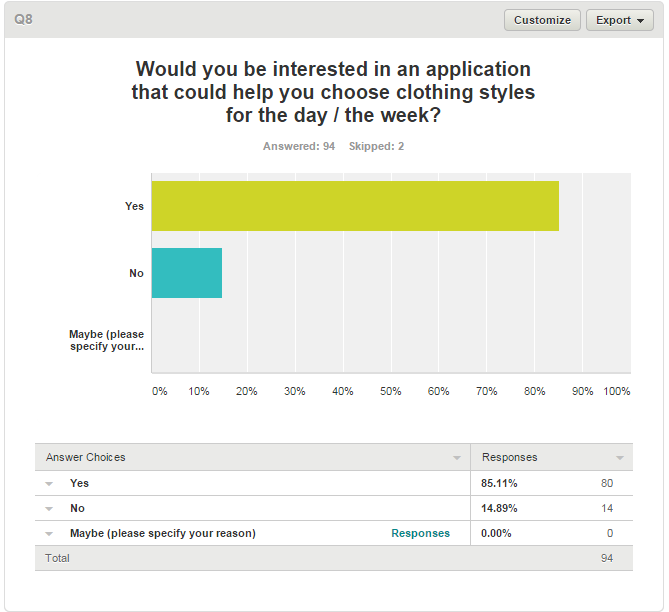 Q8
Customize
Export
Would you be interested in an application
that could help you choose clothing styles
for the day / the week?
Answered: 94 Skipped: 2
Yes
No
Maybe (please
specify your...
0% 10% 20% 30% 40% 50% 60% 70% 80% 90% 100%
Answer Choices Responses
Yes 85.11% 80
No 14.89% 14
Maybe (please specify your reason) Responses 0.00% 0
Total 94